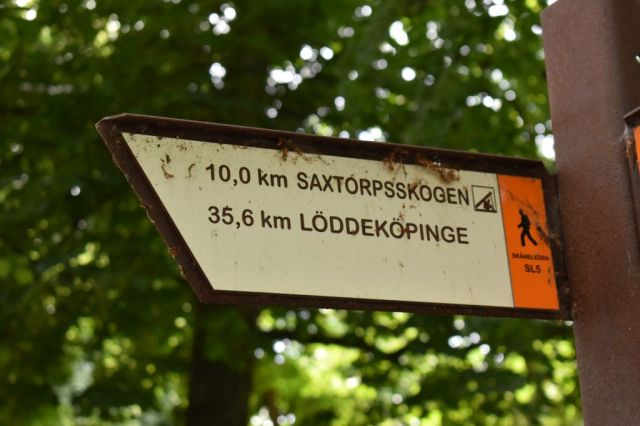 10,0 km SAXTORPSSKOGEN
35,6 km LÖDDEKÖPINGE
SKÅNELEDEN
SL5